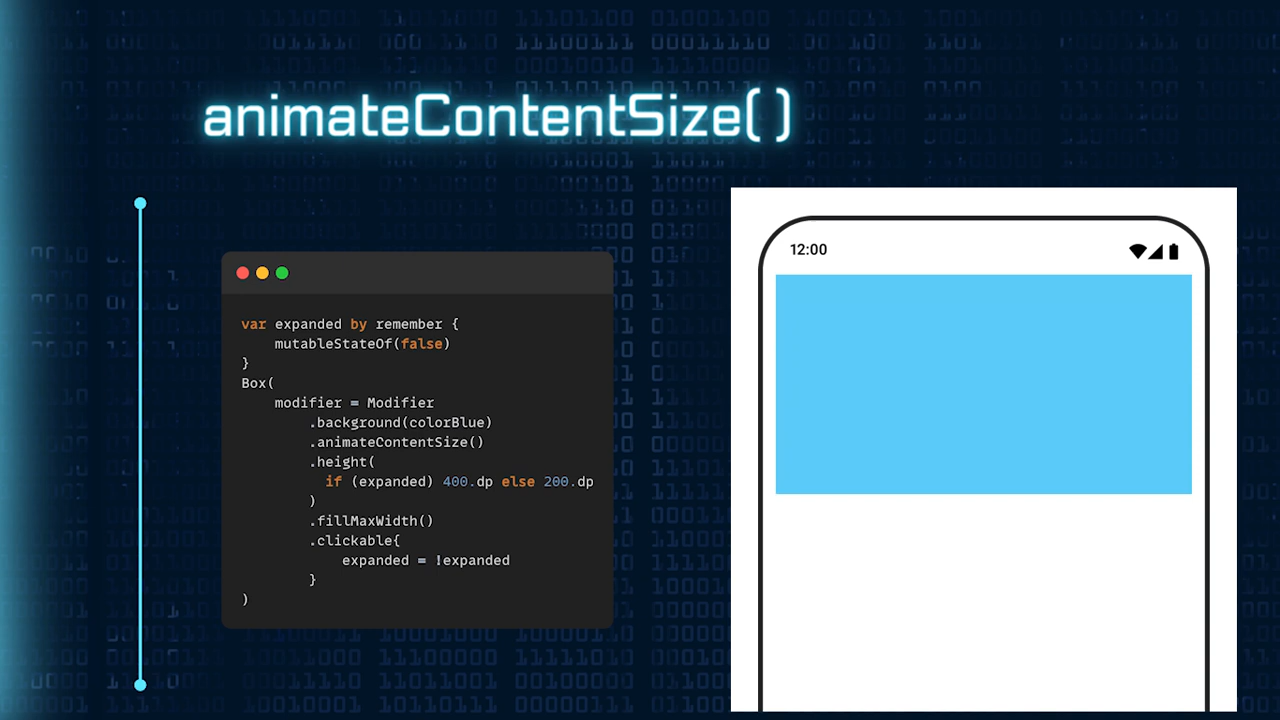 animateContentSize( )
var expanded by remember {
    mutableStateOf(false)
}
Box(
    modifier = Modifier
        .background(colorBlue)
        .animateContentSize()
        .height(
          if (expanded) 400.dp else 200.dp
        )
        .fillMaxWidth()
        .clickable{
            expanded = !expanded
        }
)
12:00